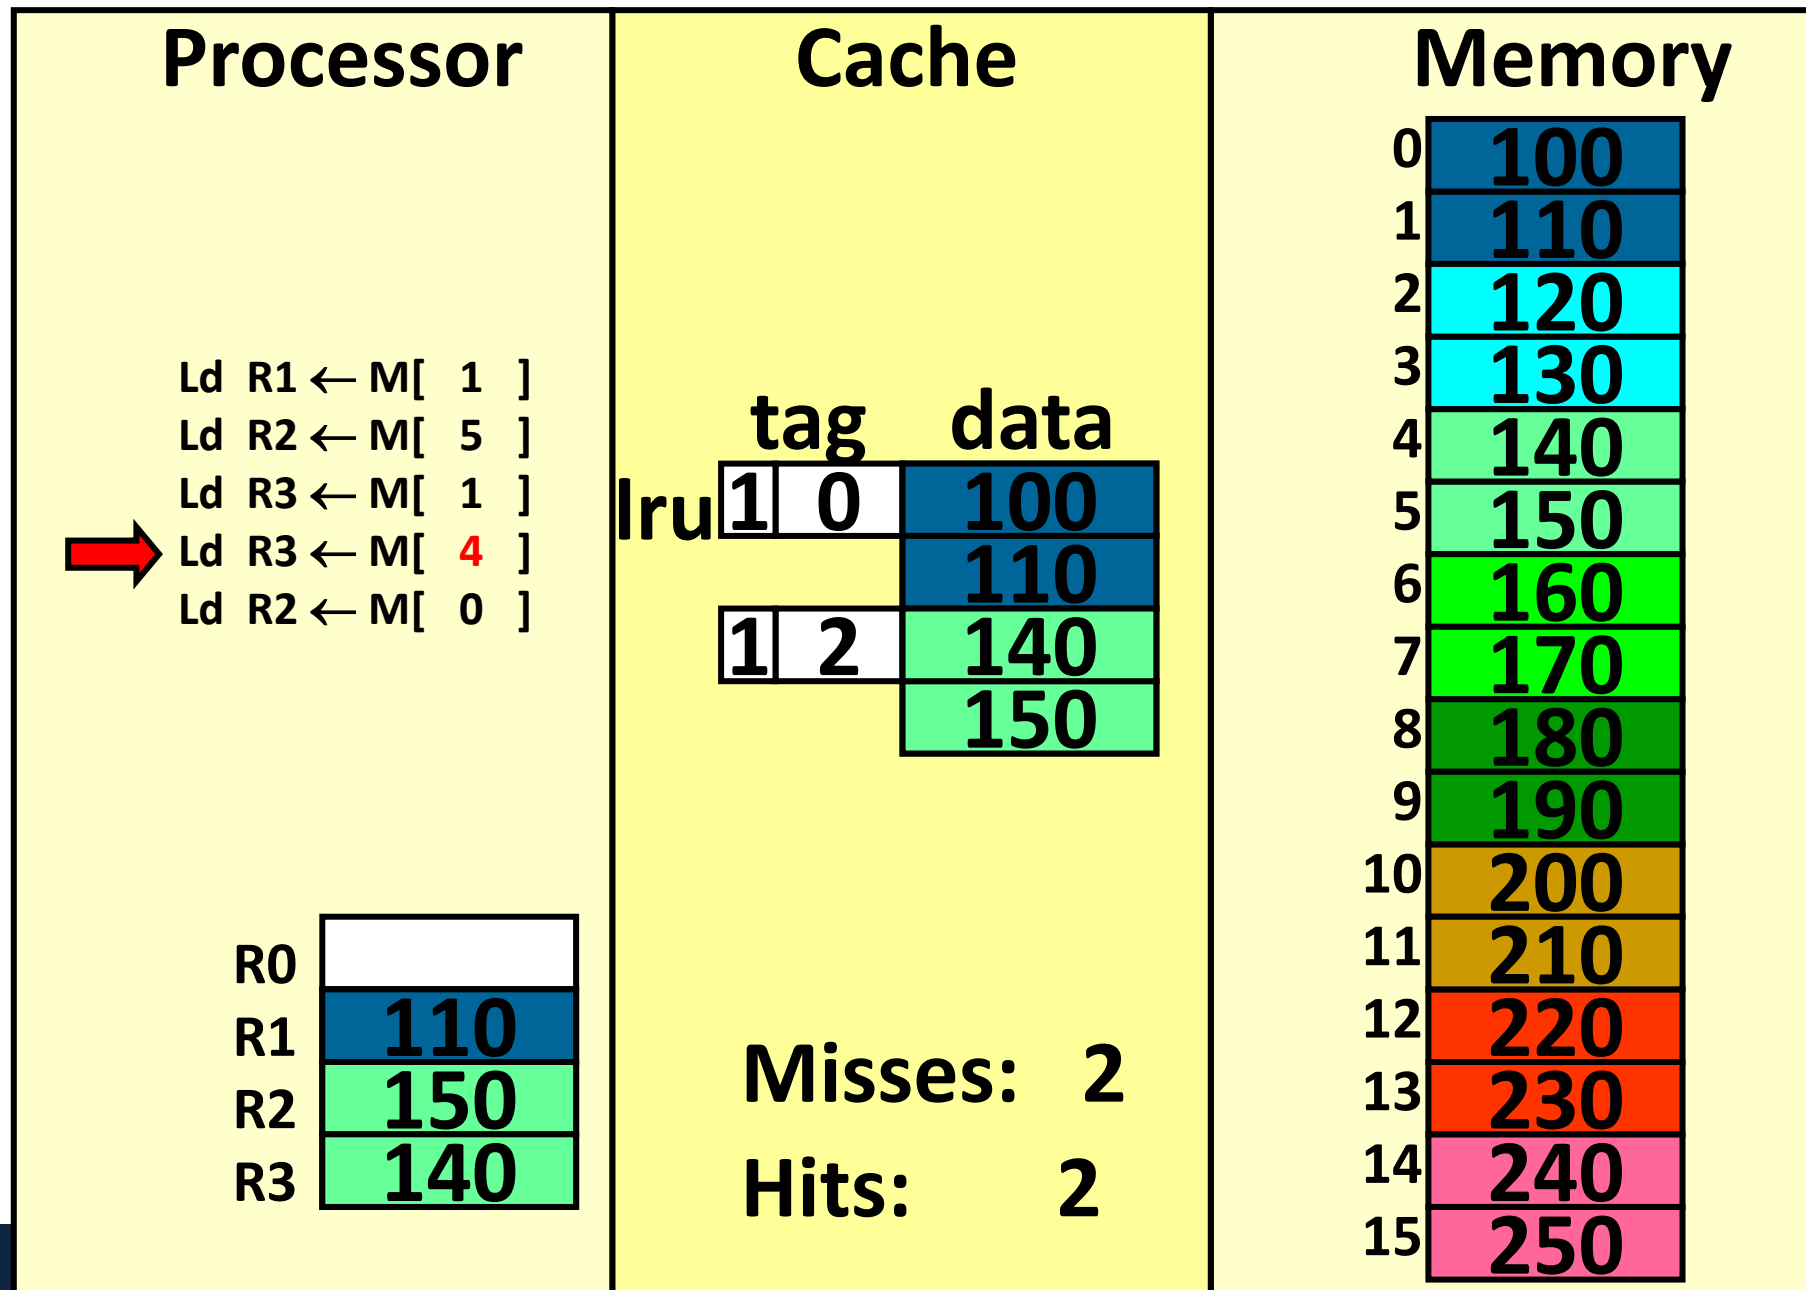 Processor
Ld R1 ← M[ 1 ]
Ld R2 ← M[ 5 ]
Ld R3 ← M[ 1 ]
Ld R3 ← M[ 4 ]
Ld R2 ← M[ 0 ]
R0
R1 110
R2 150
R3 140
Cache
tag data
lru 1 0 100
110
1 2 140
150
Misses: 2
Hits: 2
Memory
0 100
1 110
2 120
3 130
4 140
5 150
6 160
7 170
8 180
9 190
10 200
11 210
12 220
13 230
14 240
15 250